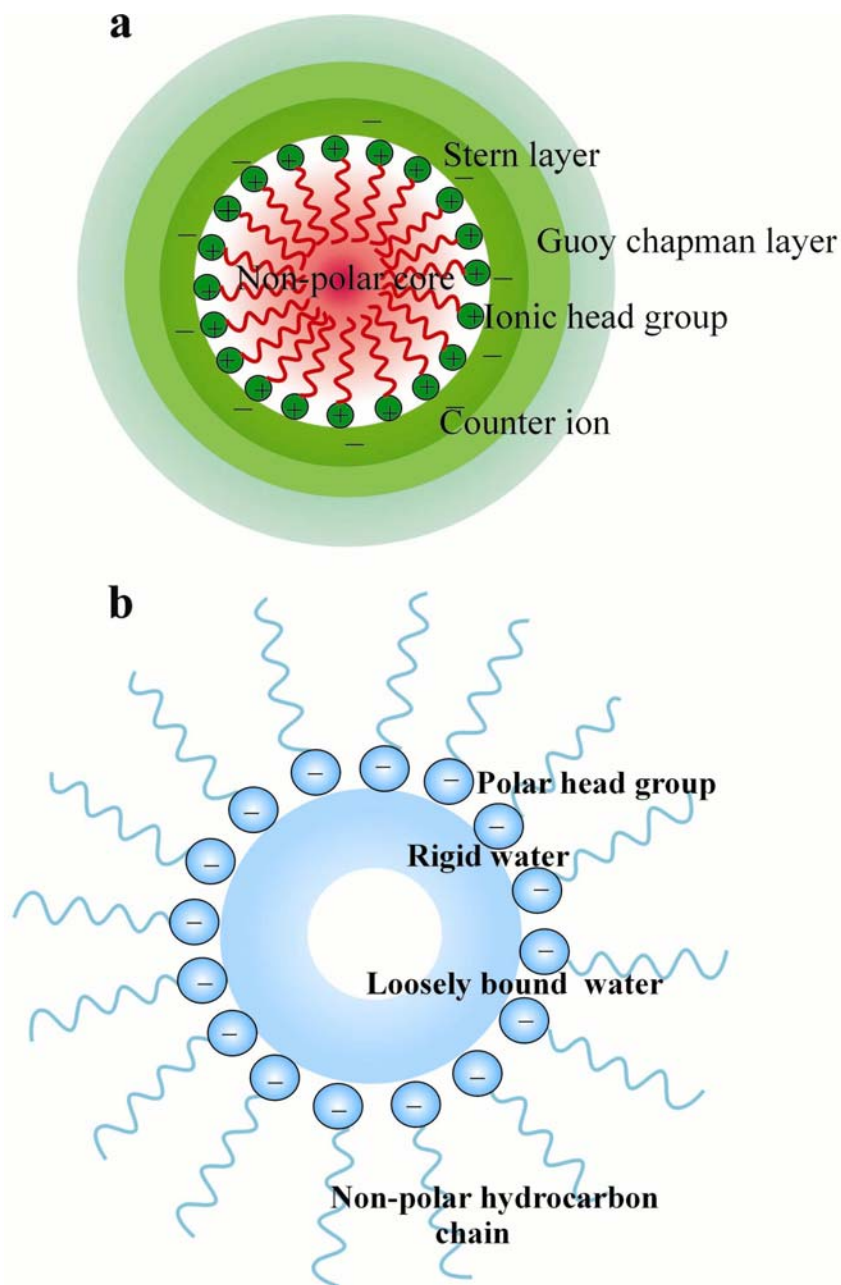 a
Stern layer
Guoy chapman layer
Non-polar core
Ionic head group
Counter ion
b
Polar head group
Rigid water
Loosely bound water
Non-polar hydrocarbon
chain